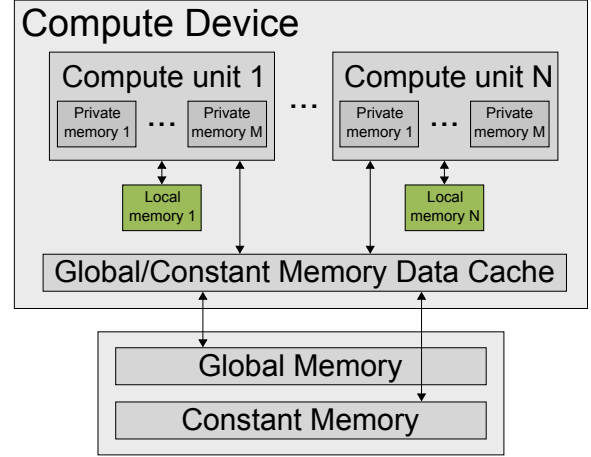 Compute Device
Compute unit 1
Private
memory 1
...
Private
memory M
...
Compute unit N
Private
memory 1
...
Private
memory M
Local
memory 1
Local
memory N
Global/Constant Memory Data Cache
Global Memory
Constant Memory